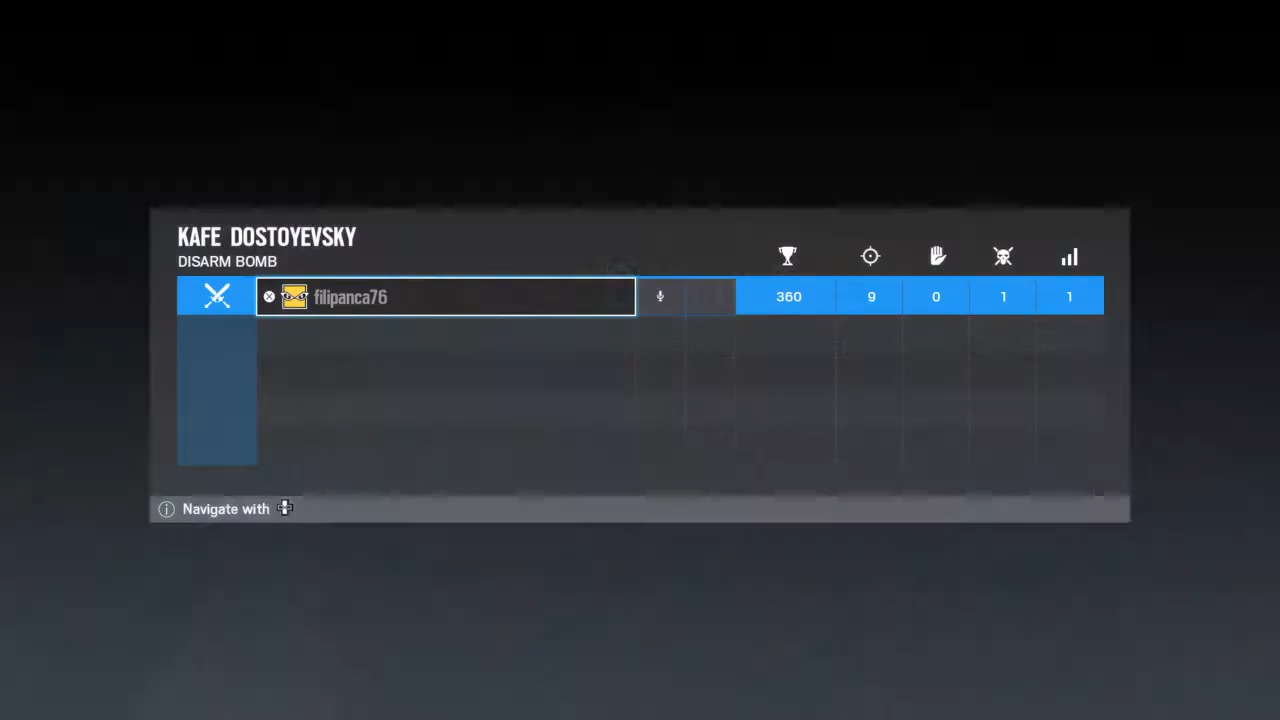 KAFE DOSTOYEVSKY
DISARM BOMB
filipanca76 360 9 0 1 1
Navigate with